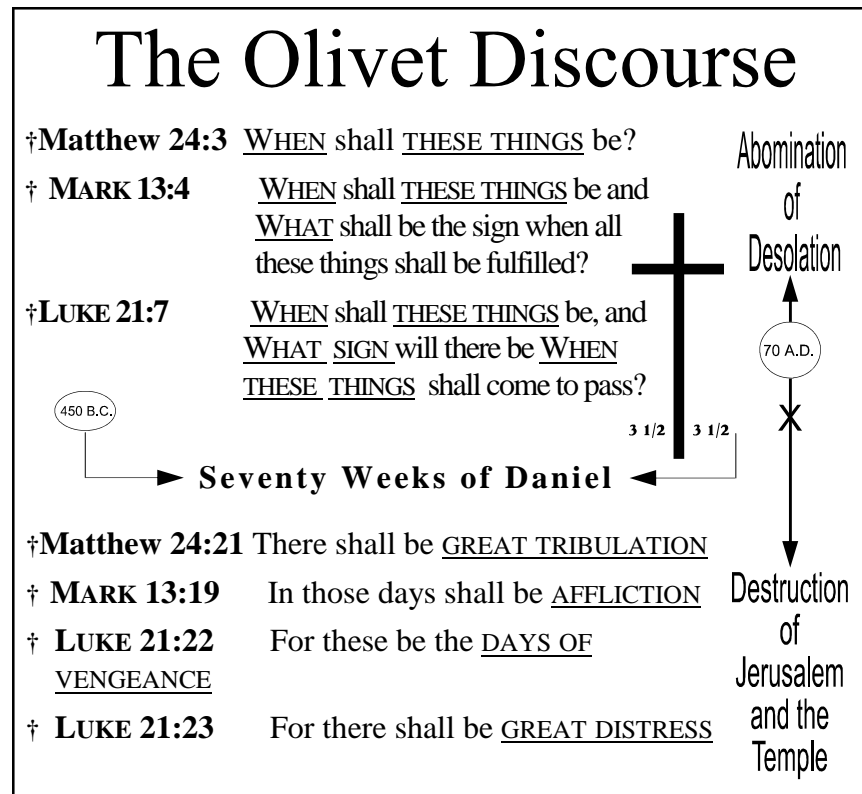 The Olivet Discourse
†Matthew 24:3 WHEN shall THESE THINGS be?
† MARK 13:4 WHEN shall THESE THINGS be and
WHAT shall be the sign when all
these things shall be fulfilled?
†LUKE 21:7 WHEN shall THESE THINGS be, and
WHAT SIGN will there be WHEN
THESE THINGS shall come to pass?
Abomination
of
Desolation
70 A.D.
X
450 B.C.
3 1/2 3 1/2
Seventy Weeks of Daniel
†Matthew 24:21 There shall be GREAT TRIBULATION
† MARK 13:19 In those days shall be AFFLICTION
† LUKE 21:22 For these be the DAYS OF
VENGEANCE
† LUKE 21:23 For there shall be GREAT DISTRESS
Destruction
of
Jerusalem
and the
Temple